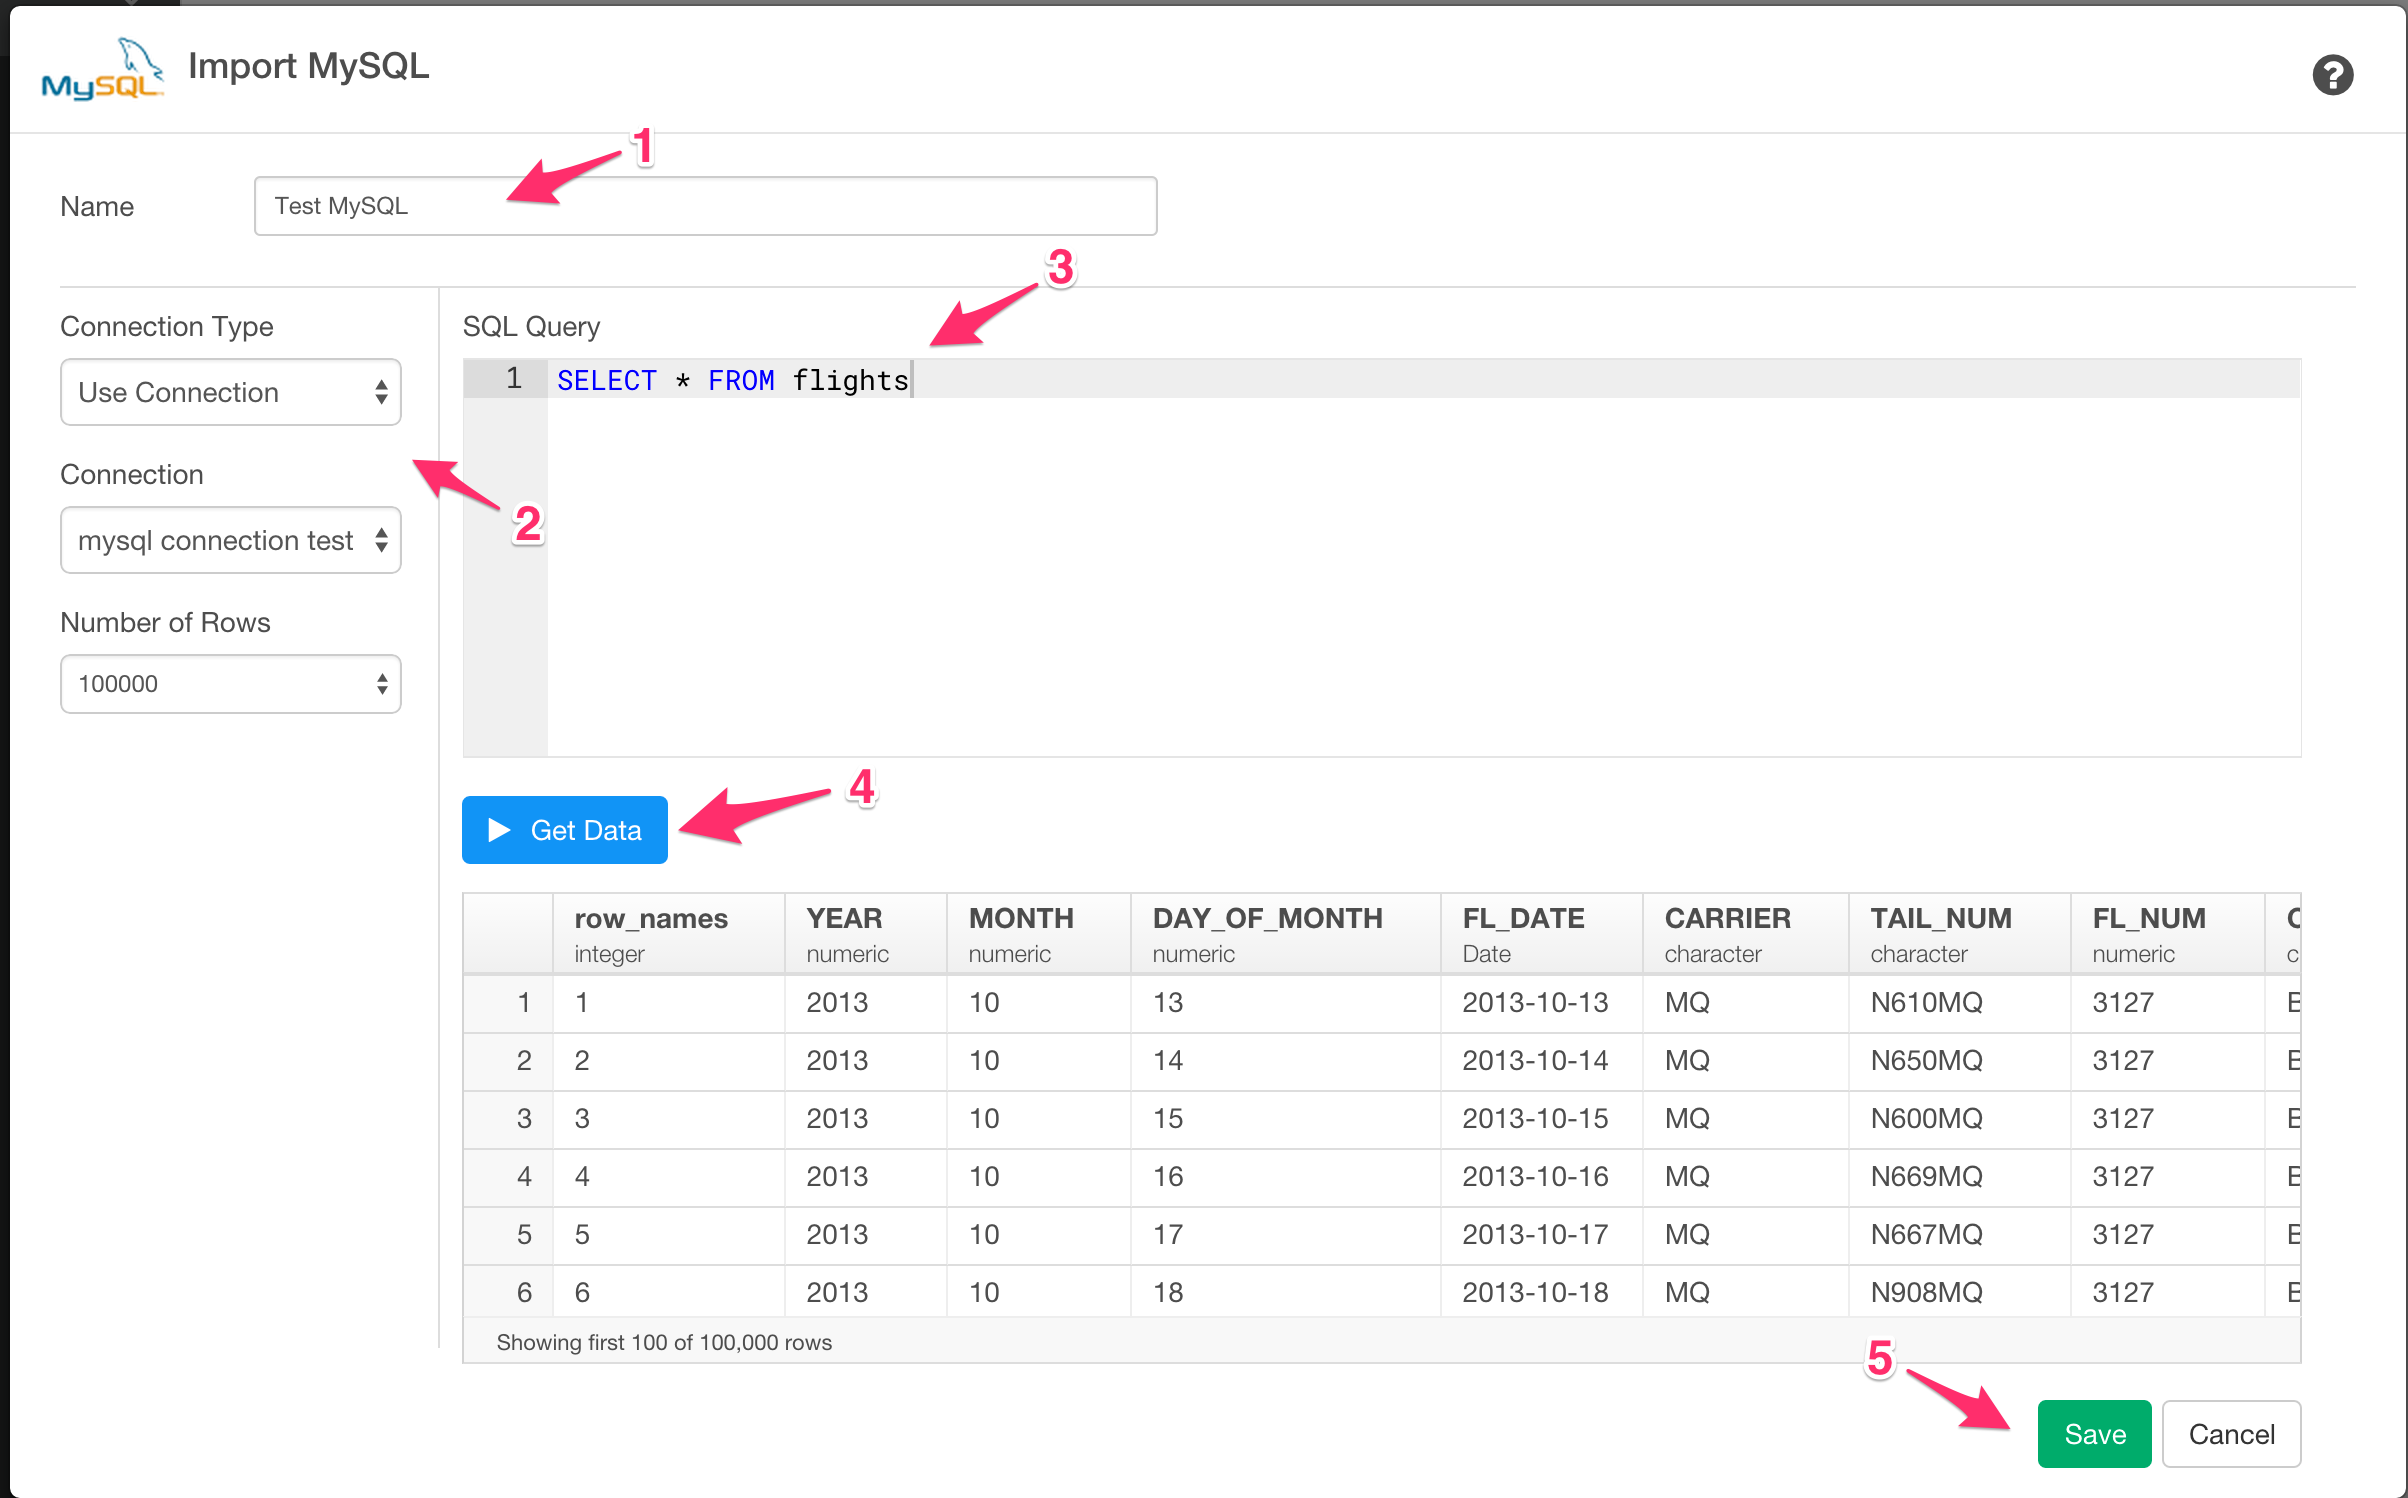 MySQL Import MySQL ?
1
Name Test MySQL
3
Connection Type
Use Connection
Connection
mysql connection test
Number of Rows
100000
2
SQL Query
1 SELECT * FROM flights
4
Get Data
row_names YEAR MONTH DAY_OF_MONTH FL_DATE CARRIER TAIL_NUM FL_NUM
integer numeric numeric numeric Date character character numeric c
1 1 2013 10 13 2013-10-13 MQ N610MQ 3127
2 2 2013 10 14 2013-10-14 MQ N650MQ 3127
3 3 2013 10 15 2013-10-15 MQ N600MQ 3127
4 4 2013 10 16 2013-10-16 MQ N669MQ 3127
5 5 2013 10 17 2013-10-17 MQ N667MQ 3127
6 6 2013 10 18 2013-10-18 MQ N908MQ 3127
Showing first 100 of 100,000 rows
5
Save Cancel